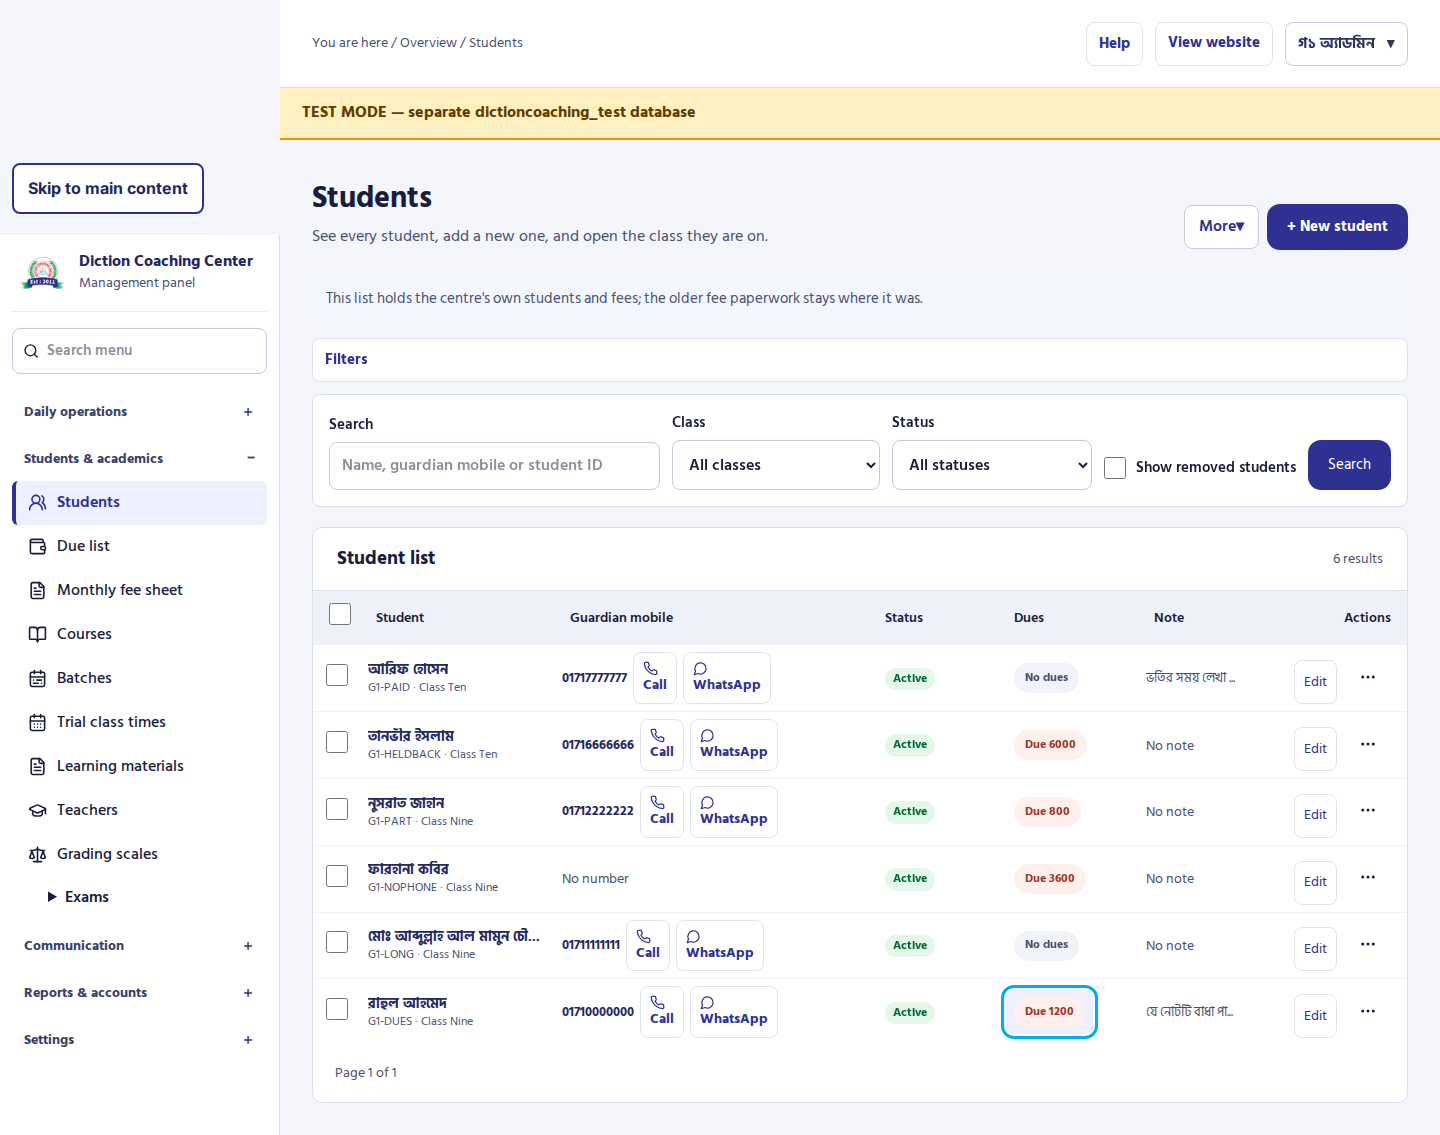 You are here / Overview / Students
Help
View website
গ১ অ্যাডমিন ▼
TEST MODE — separate dictioncoaching_test database
Skip to main content
Diction Coaching Center
Management panel
Search menu
Daily operations +
Students & academics −
Students
Due list
Monthly fee sheet
Courses
Batches
Trial class times
Learning materials
Teachers
Grading scales
▶ Exams
Communication +
Reports & accounts +
Settings +
Students
See every student, add a new one, and open the class they are on.
More▾
+ New student
This list holds the centre's own students and fees; the older fee paperwork stays where it was.
Filters
Search
Name, guardian mobile or student ID
Class
All classes
Status
All statuses
Show removed students
Search
Student list
6 results
Student Guardian mobile Status Dues Note Actions
আরিফ হোসেন
G1-PAID · Class Ten
01717777777 Call WhatsApp Active No dues ভর্তির সময় লেখা ... Edit ···
তানভীর ইসলাম
G1-HELDBACK · Class Ten
01716666666 Call WhatsApp Active Due 6000 No note Edit ···
নুসরাত জাহান
G1-PART · Class Nine
01712222222 Call WhatsApp Active Due 800 No note Edit ···
ফারহানা কবির
G1-NOPHONE · Class Nine
No number Active Due 3600 No note Edit ···
মোঃ আব্দুল্লাহ আল মামুন চৌ...
G1-LONG · Class Nine
01711111111 Call WhatsApp Active No dues No note Edit ···
রাহুল আহমেদ
G1-DUES · Class Nine
01710000000 Call WhatsApp Active Due 1200 যে নোটটি বাধা পা... Edit ···
Page 1 of 1